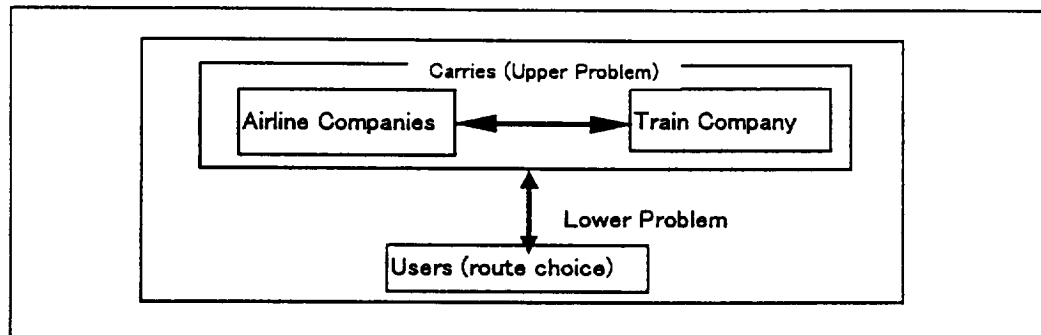 Carries (Upper Problem)
Airline Companies
Train Company
Lower Problem
Users (route choice)